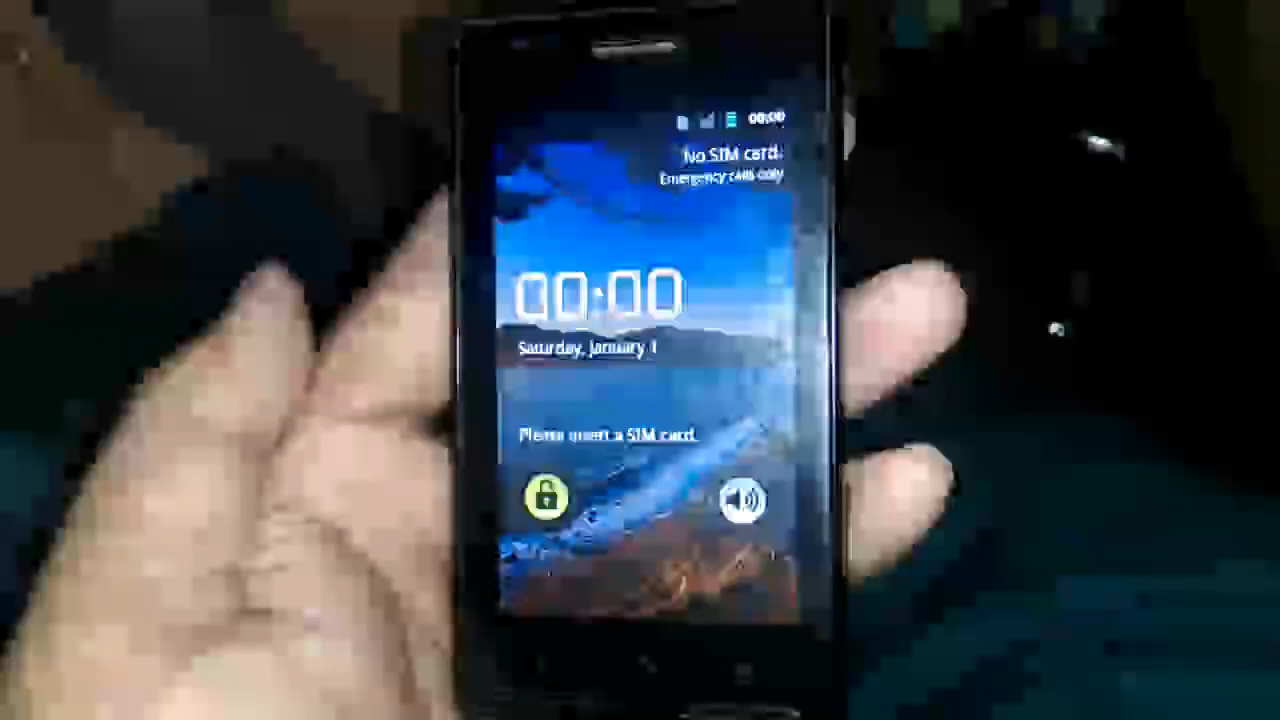 00:00
No SIM card.
Emergency calls only
00:00
Saturday, January 1
Please insert a SIM card.